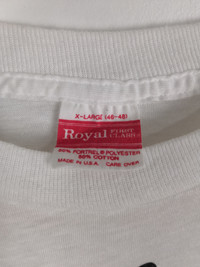 X-LARGE (46-48)
Royal FIRST CLASS
50% FORTREL® POLYESTER
50% COTTON
MADE IN U.S.A. CARE OVER